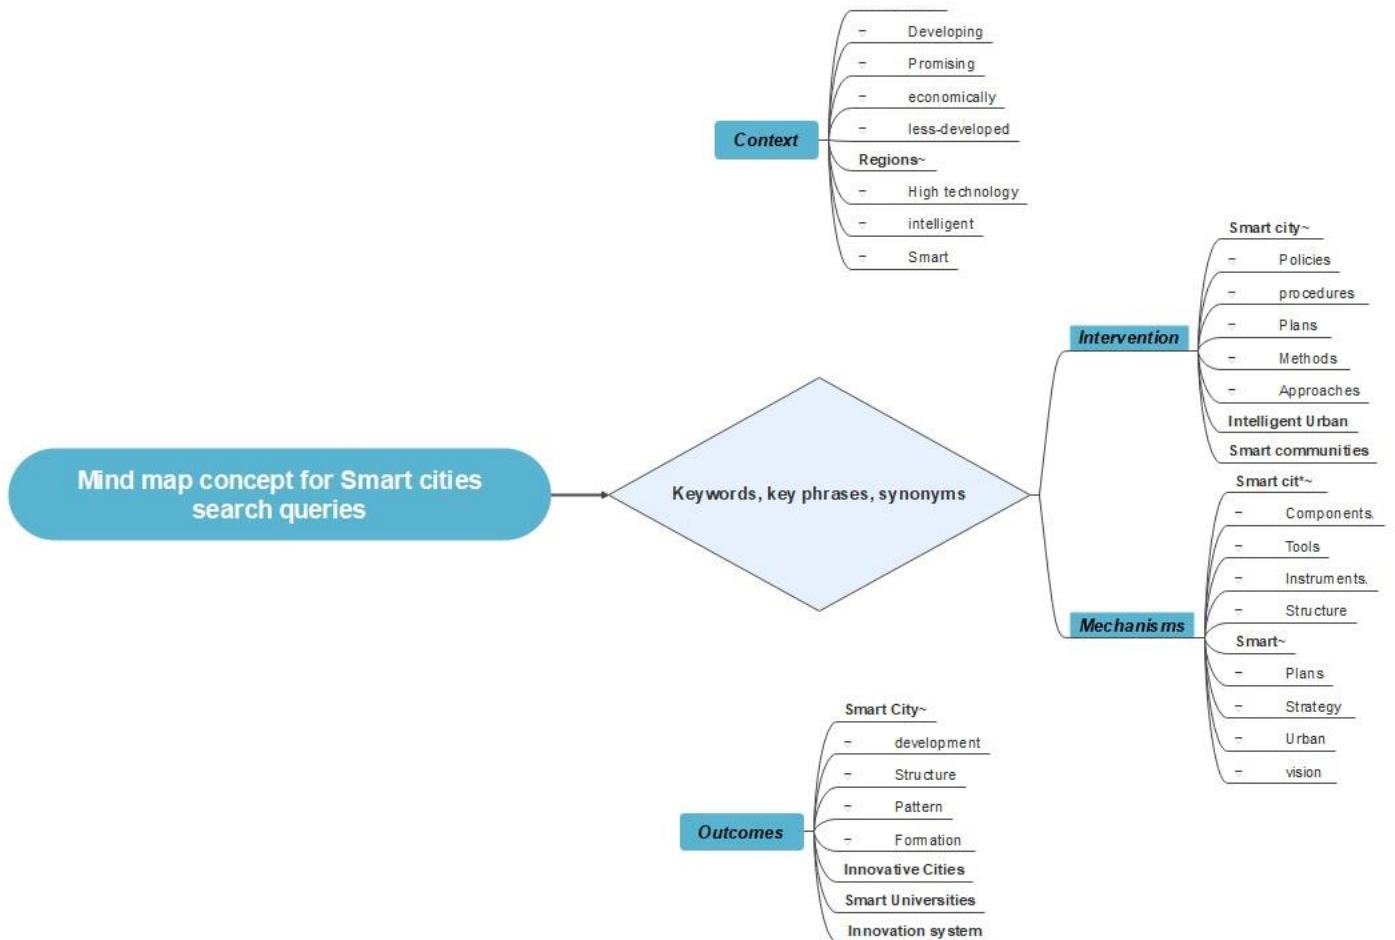 Context
- Developing
- Promising
- economically
- less-developed
Regions~
- High technology
- intelligent
- Smart
Mind map concept for Smart cities
search queries
Keywords, key phrases, synonyms
Intervention
Smart city~
- Policies
- procedures
- Plans
- Methods
- Approaches
Intelligent Urban
Smart communities
Mechanisms
Smart cit*~
- Components.
- Tools
- Instruments.
- Structure
Smart~
- Plans
- Strategy
- Urban
- vision
Outcomes
Smart City~
- development
- Structure
- Pattern
- Formation
Innovative Cities
Smart Universities
Innovation system